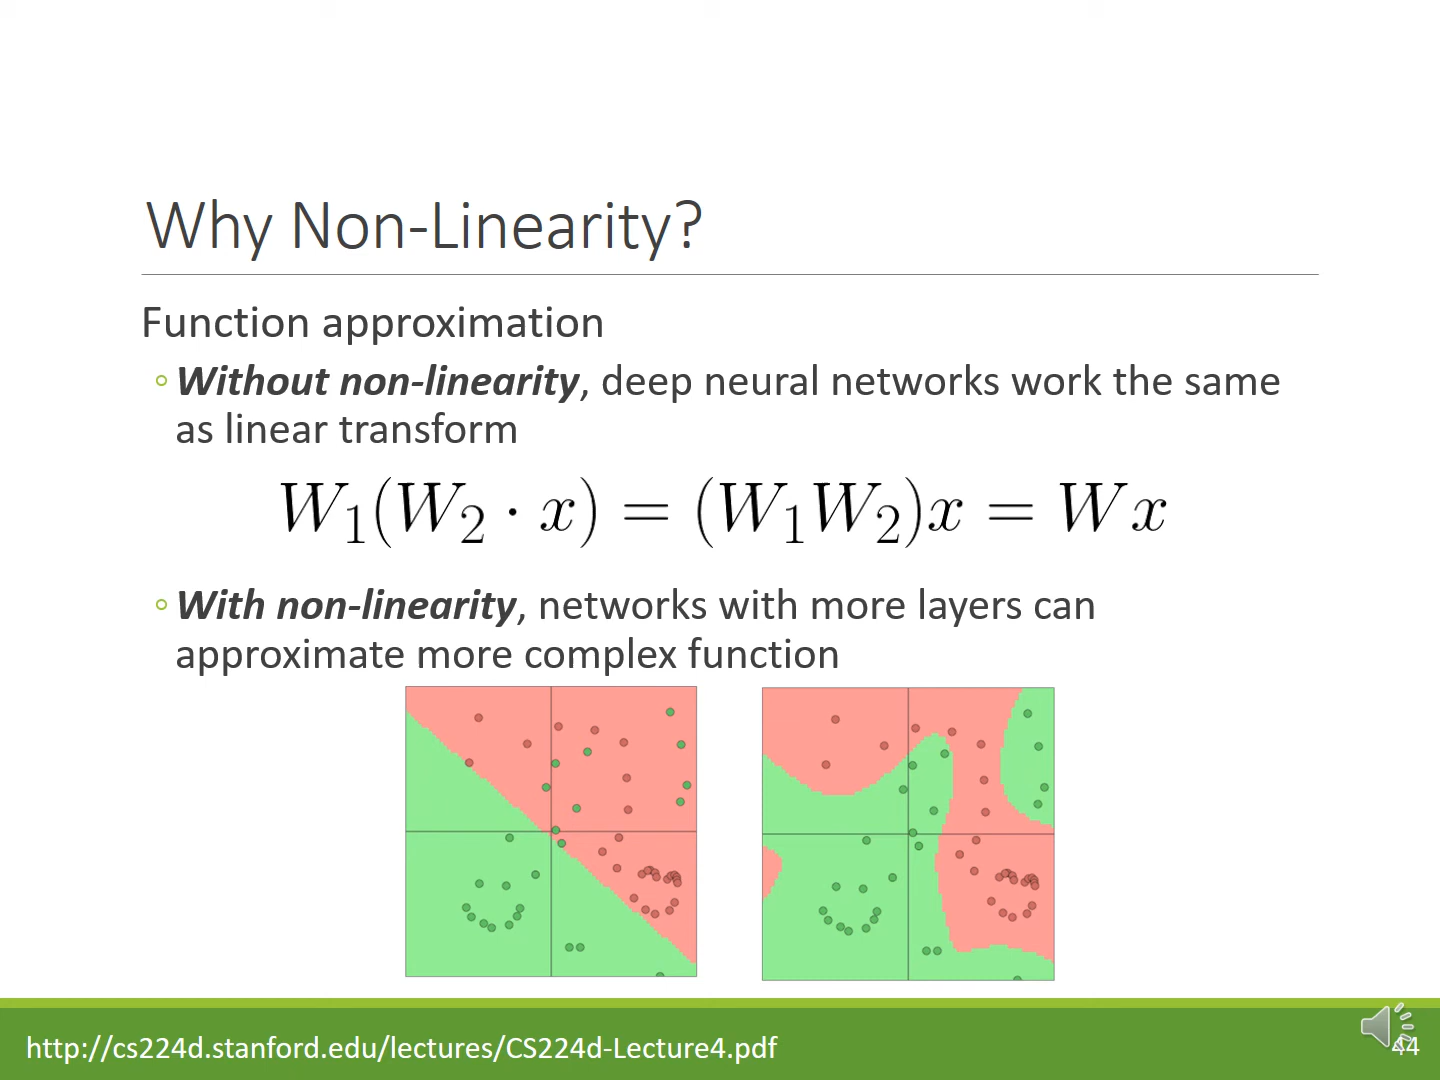 Why Non-Linearity?
Function approximation
◦ Without non-linearity, deep neural networks work the same
as linear transform
W₁(W₂ · x) = (W₁W₂)x = Wx
◦ With non-linearity, networks with more layers can
approximate more complex function
http://cs224d.stanford.edu/lectures/CS224d-Lecture4.pdf
44